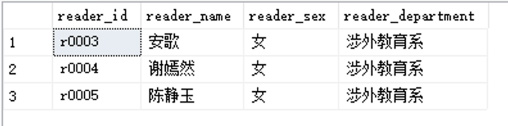 reader_id reader_name reader_sex reader_department
1 r0003 安歌 女 涉外教育系
2 r0004 谢嫣然 女 涉外教育系
3 r0005 陈静玉 女 涉外教育系